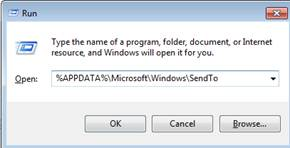 Run
Type the name of a program, folder, document, or Internet
resource, and Windows will open it for you.
Open: %APPDATA%\Microsoft\Windows\SendTo
OK Cancel Browse...